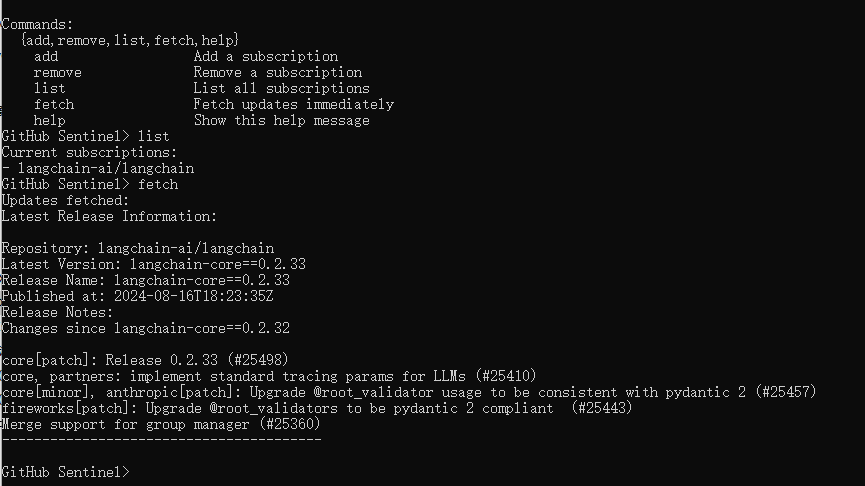 Commands:
{add,remove,list,fetch,help}
add Add a subscription
remove Remove a subscription
list List all subscriptions
fetch Fetch updates immediately
help Show this help message
GitHub Sentinel> list
Current subscriptions:
- langchain-ai/langchain
GitHub Sentinel> fetch
Updates fetched:
Latest Release Information:
Repository: langchain-ai/langchain
Latest Version: langchain-core==0.2.33
Release Name: langchain-core==0.2.33
Published at: 2024-08-16T18:23:35Z
Release Notes:
Changes since langchain-core==0.2.32
core[patch]: Release 0.2.33 (#25498)
core, partners: implement standard tracing params for LLMs (#25410)
core[minor], anthropic[patch]: Upgrade @root_validator usage to be consistent with pydantic 2 (#25457)
fireworks[patch]: Upgrade @root_validators to be pydantic 2 compliant  (#25443)
Merge support for group manager (#25360)
----------------------------------------
GitHub Sentinel>